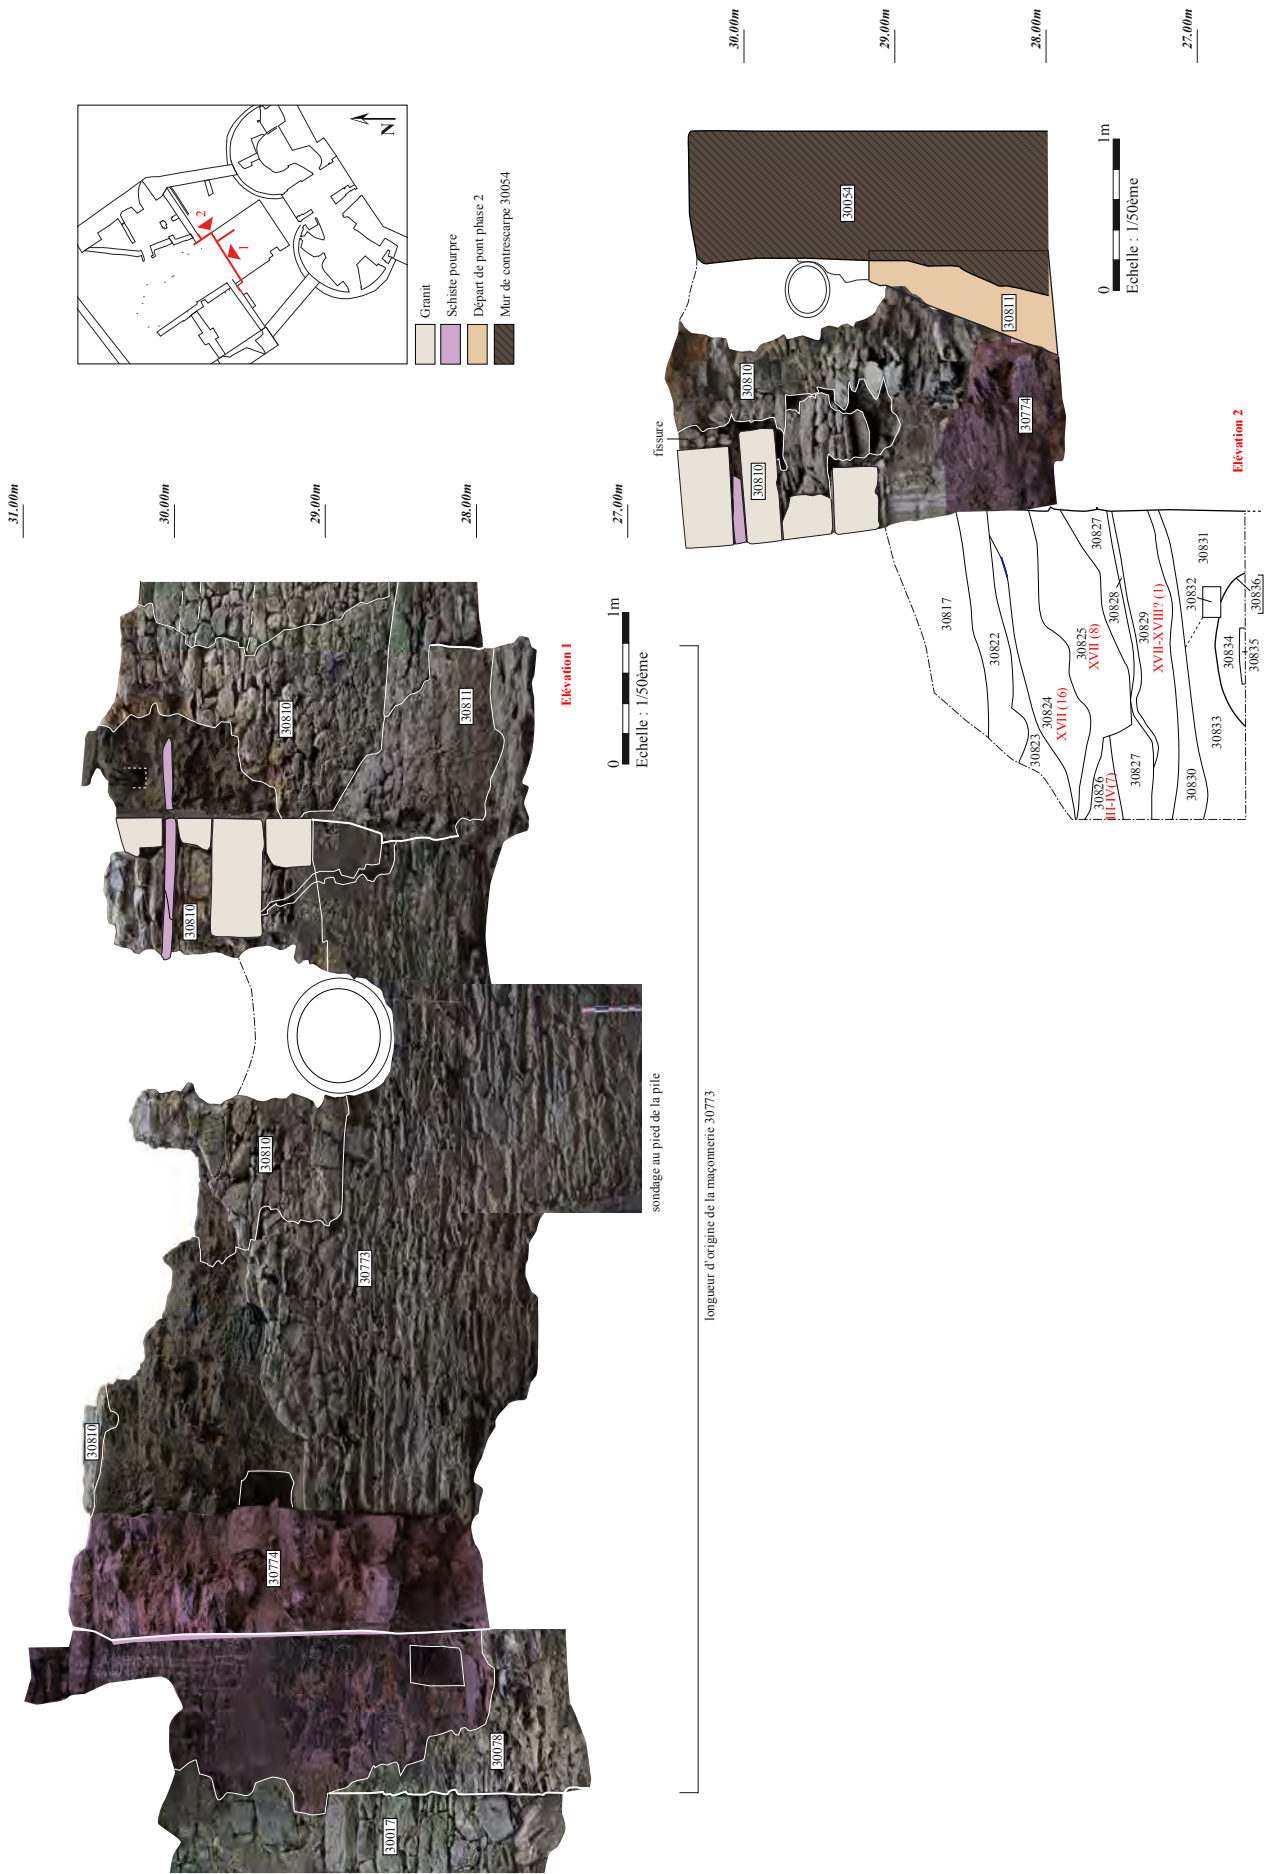 31.00m
30.00m
29.00m
28.00m
27.00m
30.00m
29.00m
28.00m
27.00m
N
1
2
Granit
Schiste pourpre
Départ de pont phase 2
Mur de contrescarpe 30054
30017
30078
30774
30810
30773
30810
30810
30810
30811
Elévation 1
0
1m
Echelle : 1/50ème
sondage au pied de la pile
longueur d'origine de la maçonnerie 30773
fissure
30810
30810
30774
30811
30054
0
1m
Echelle : 1/50ème
Elévation 2
30817
30822
30823
30824
XVII (16)
30825
XVII (8)
30826
III-IV(7)
30827
30827
30828
30829
XVII-XVIII? (1)
30830
30831
30832
30833
30834
30835
30836